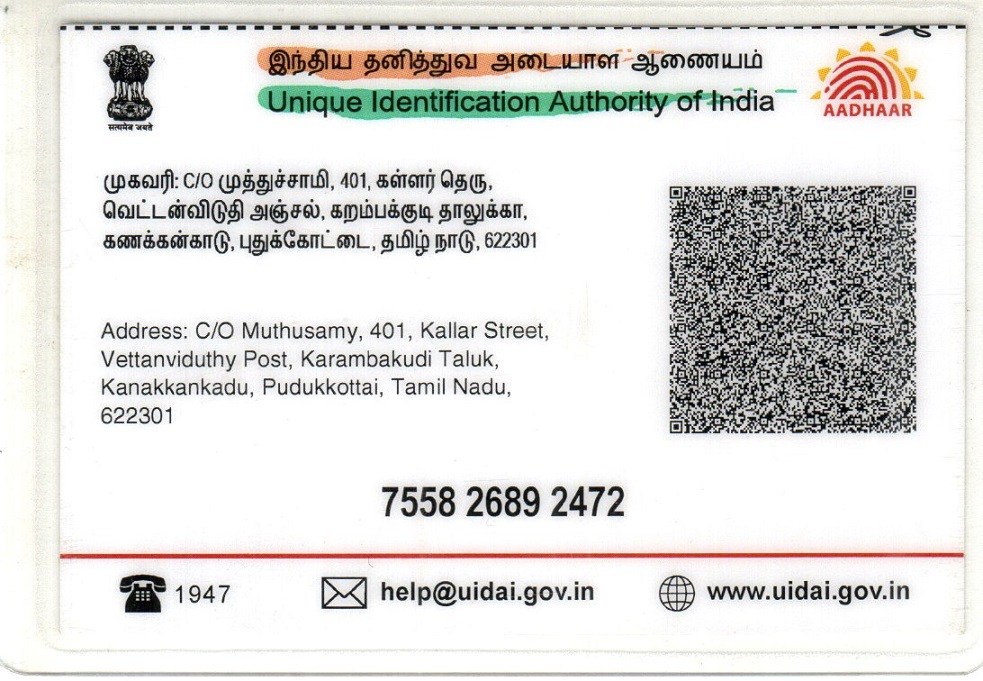 இந்திய தனித்துவ அடையாள ஆணையம்
Unique Identification Authority of India
सत्यमेव जयते
AADHAAR
முகவரி: C/O முத்துச்சாமி, 401, கள்ளர் தெரு,
வெட்டன்விடுதி அஞ்சல், கறம்பக்குடி தாலுக்கா,
கணக்கன்காடு, புதுக்கோட்டை, தமிழ் நாடு, 622301
Address: C/O Muthusamy, 401, Kallar Street,
Vettanviduthy Post, Karambakudi Taluk,
Kanakkankadu, Pudukkottai, Tamil Nadu,
622301
7558 2689 2472
1947 help@uidai.gov.in www.uidai.gov.in